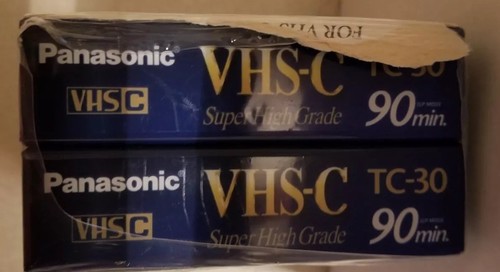 FOR VHS
Panasonic VHS-C TC-30
VHS C Super High Grade 90 min.
Panasonic VHS-C TC-30
VHS C Super High Grade 90 min.